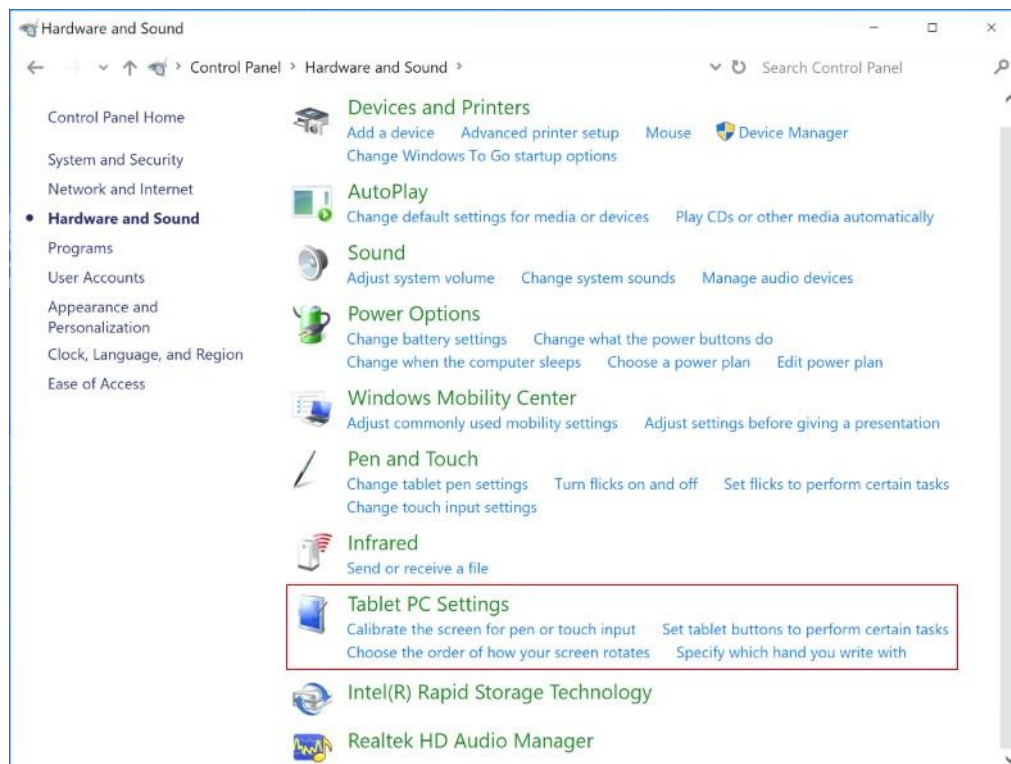 Hardware and Sound
Control Panel > Hardware and Sound >
Search Control Panel
Control Panel Home
System and Security
Network and Internet
Hardware and Sound
Programs
User Accounts
Appearance and
Personalization
Clock, Language, and Region
Ease of Access
Devices and Printers
Add a device Advanced printer setup Mouse Device Manager
Change Windows To Go startup options
AutoPlay
Change default settings for media or devices Play CDs or other media automatically
Sound
Adjust system volume Change system sounds Manage audio devices
Power Options
Change battery settings Change what the power buttons do
Change when the computer sleeps Choose a power plan Edit power plan
Windows Mobility Center
Adjust commonly used mobility settings Adjust settings before giving a presentation
Pen and Touch
Change tablet pen settings Turn flicks on and off Set flicks to perform certain tasks
Change touch input settings
Infrared
Send or receive a file
Tablet PC Settings
Calibrate the screen for pen or touch input Set tablet buttons to perform certain tasks
Choose the order of how your screen rotates Specify which hand you write with
Intel(R) Rapid Storage Technology
Realtek HD Audio Manager